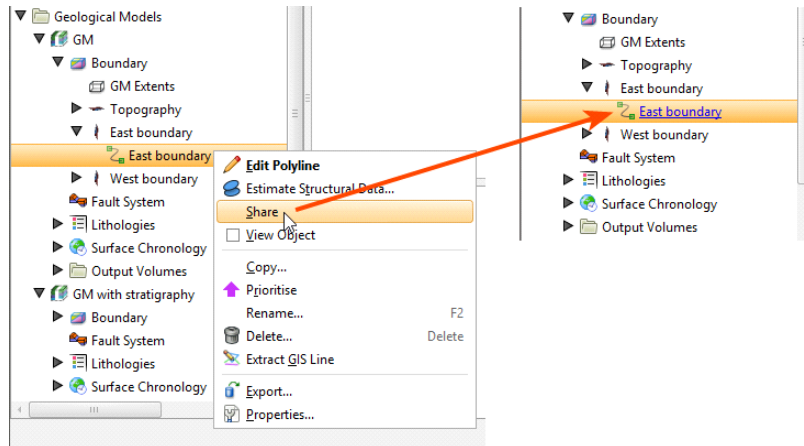 Geological Models
GM
Boundary
GM Extents
Topography
East boundary
East boundary
West boundary
Fault System
Lithologies
Surface Chronology
Output Volumes
GM with stratigraphy
Boundary
Fault System
Lithologies
Surface Chronology
Edit Polyline
Estimate Structural Data...
Share
View Object
Copy...
Prioritise
Rename... F2
Delete... Delete
Extract GIS Line
Export...
Properties...
Boundary
GM Extents
Topography
East boundary
East boundary
West boundary
Fault System
Lithologies
Surface Chronology
Output Volumes